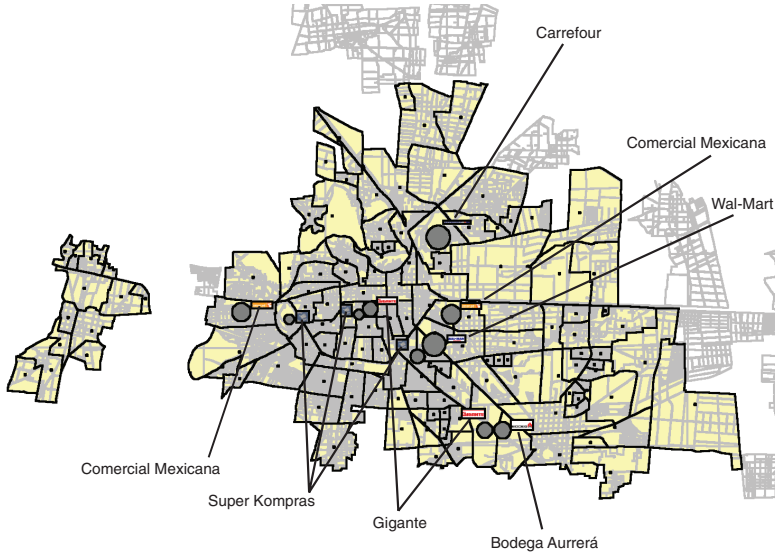 Carrefour
Comercial Mexicana
Wal-Mart
Comercial Mexicana
Super Kompras
Gigante
Bodega Aurrerá